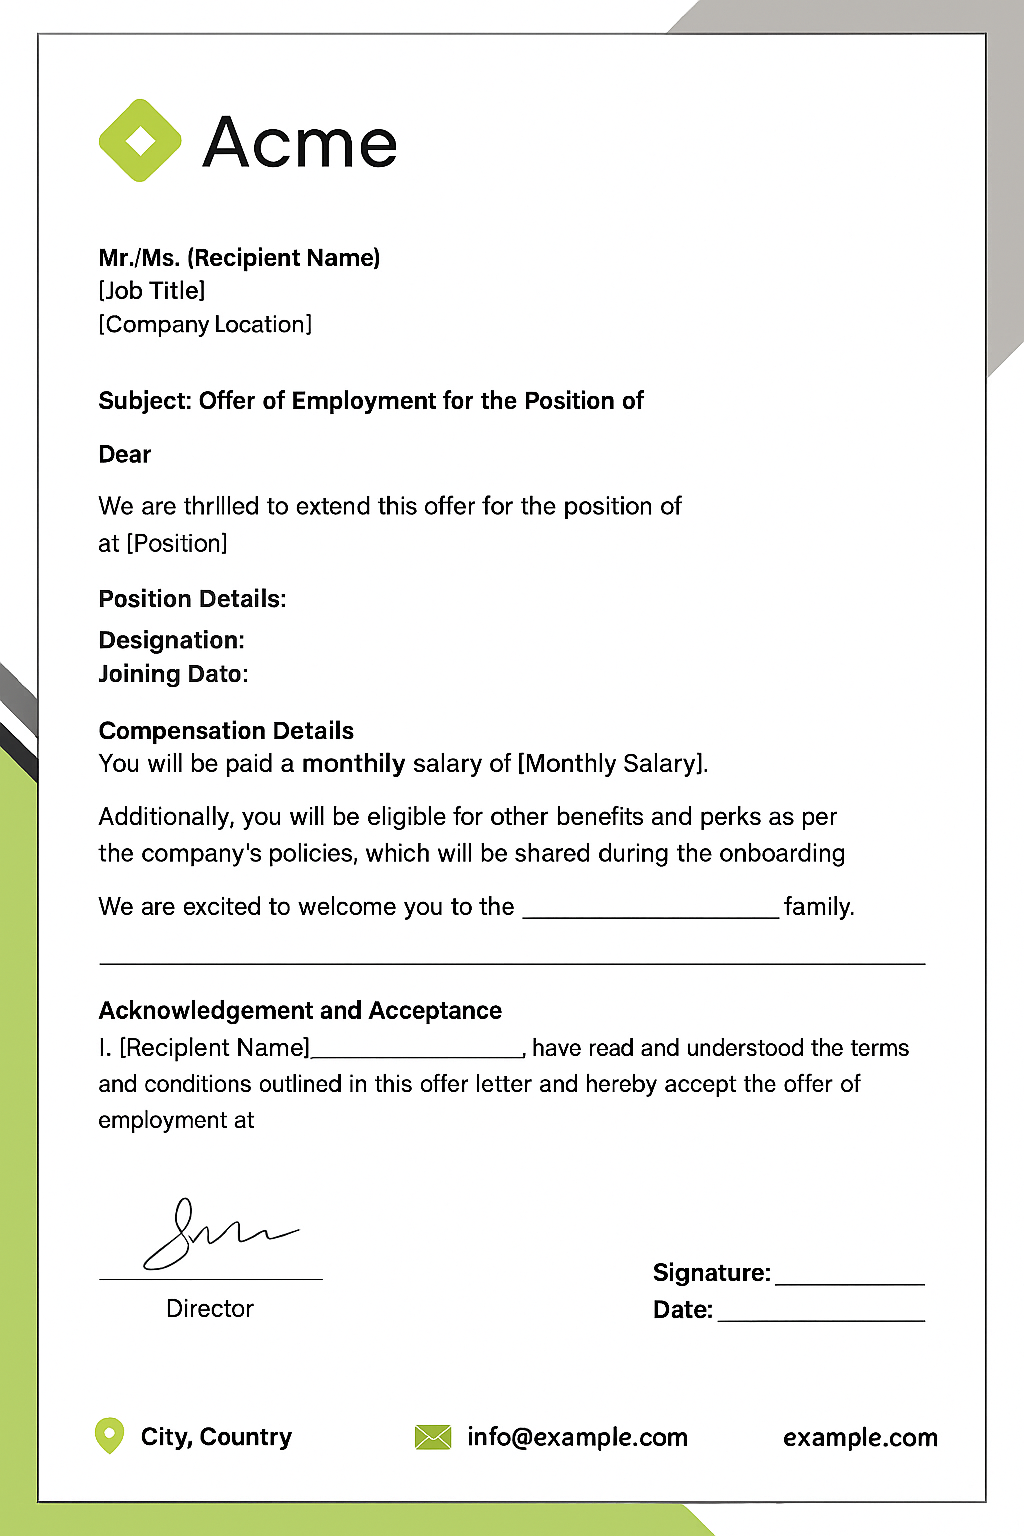 Acme
Mr./Ms. (Recipient Name)
[Job Title]
[Company Location]
Subject: Offer of Employment for the Position of
Dear
We are thrllled to extend this offer for the position of
at [Position]
Position Details:
Designation:
Joining Dato:
Compensation Details
You will be paid a monthily salary of [Monthly Salary].
Additionally, you will be eligible for other benefits and perks as per
the company's policies, which will be shared during the onboarding
We are excited to welcome you to the ____________________ family.
Acknowledgement and Acceptance
I. [Reciplent Name]_________________, have read and understood the terms
and conditions outlined in this offer letter and hereby accept the offer of
employment at
Director
Signature: ____________
Date: ________________
City, Country
info@example.com
example.com